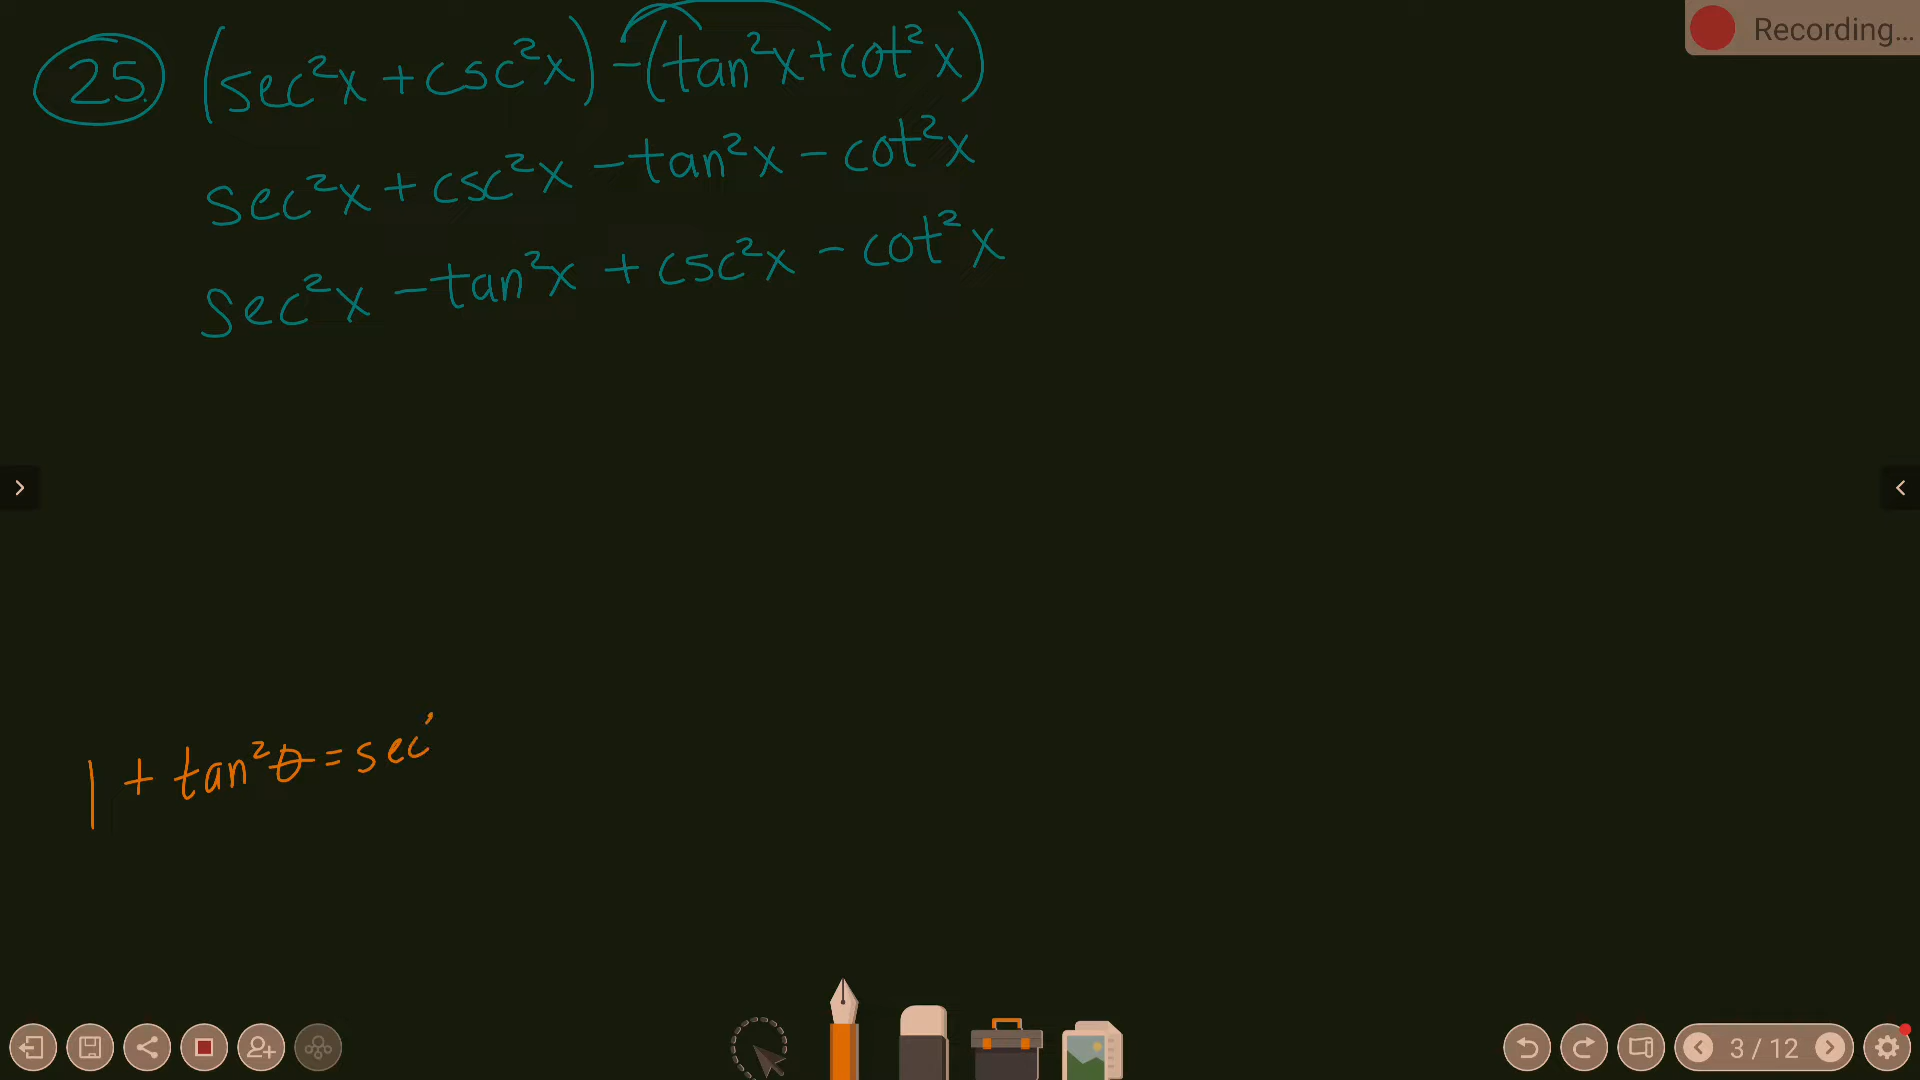 25. (sec²x + csc²x) - (tan²x + cot²x)
sec²x + csc²x - tan²x - cot²x
sec²x - tan²x + csc²x - cot²x
1 + tan²θ = sec
Recording...
3 / 12